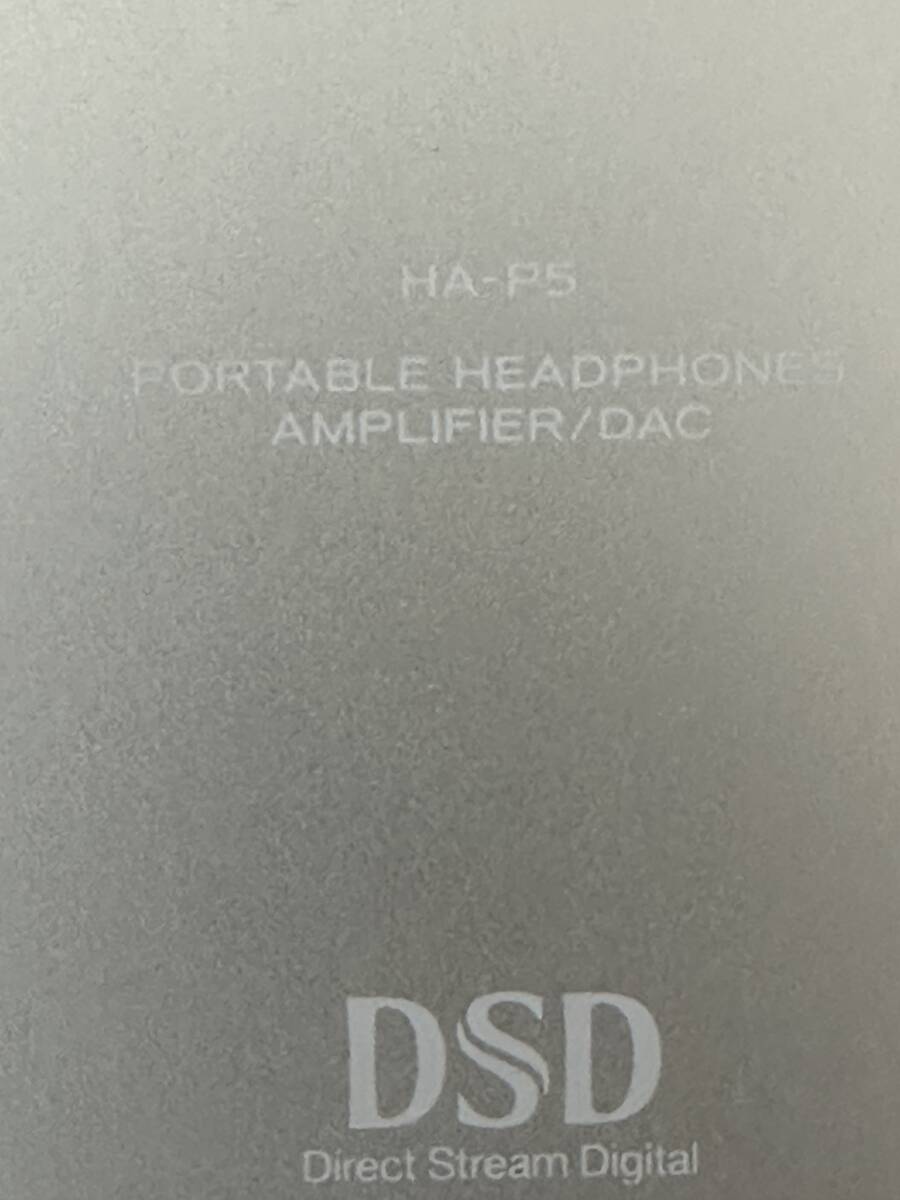 HA-P5
PORTABLE HEADPHONES
AMPLIFIER/DAC
DSD
Direct Stream Digital